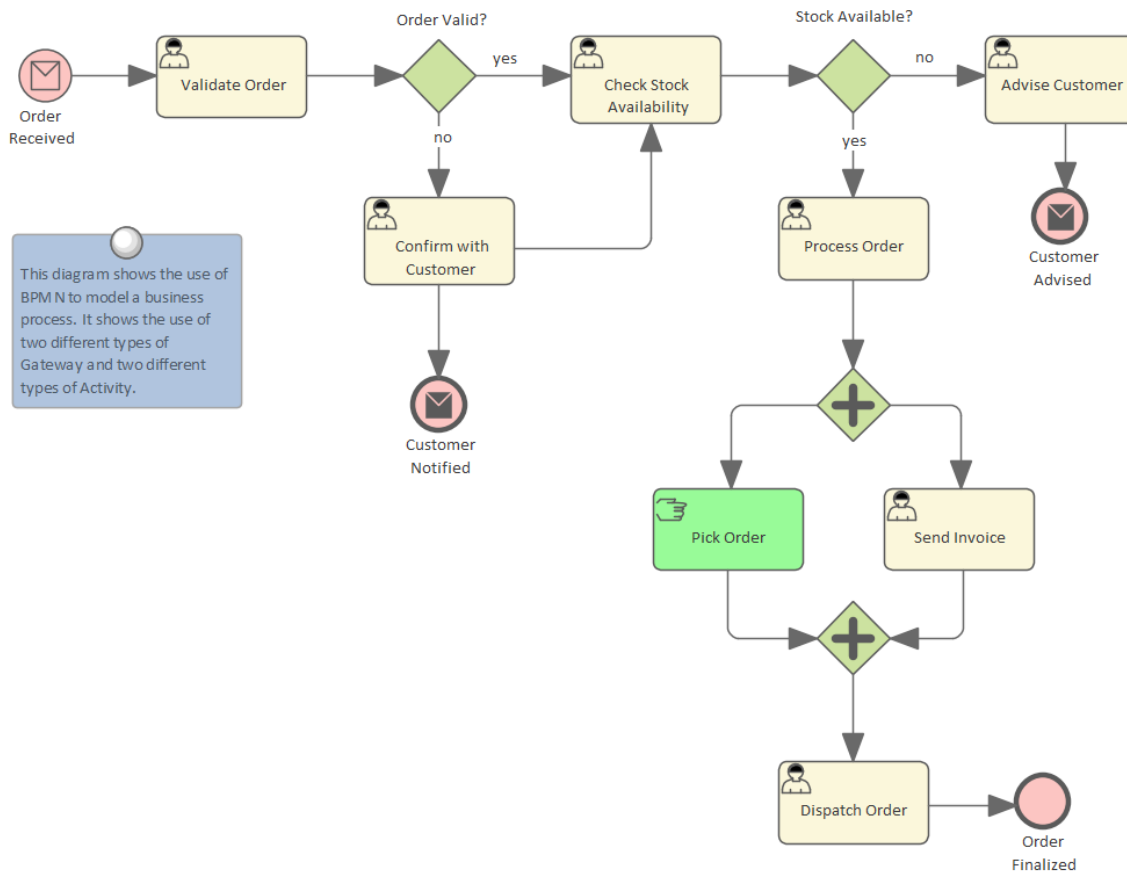 Order Valid?
Stock Available?
yes
no
Validate Order
Check Stock
Availability
Advise Customer
Order
Received
no
yes
Confirm with
Customer
Process Order
Customer
Advised
This diagram shows the use of
BPMN to model a business
process. It shows the use of
two different types of
Gateway and two different
types of Activity.
Customer
Notified
Pick Order
Send Invoice
Dispatch Order
Order
Finalized